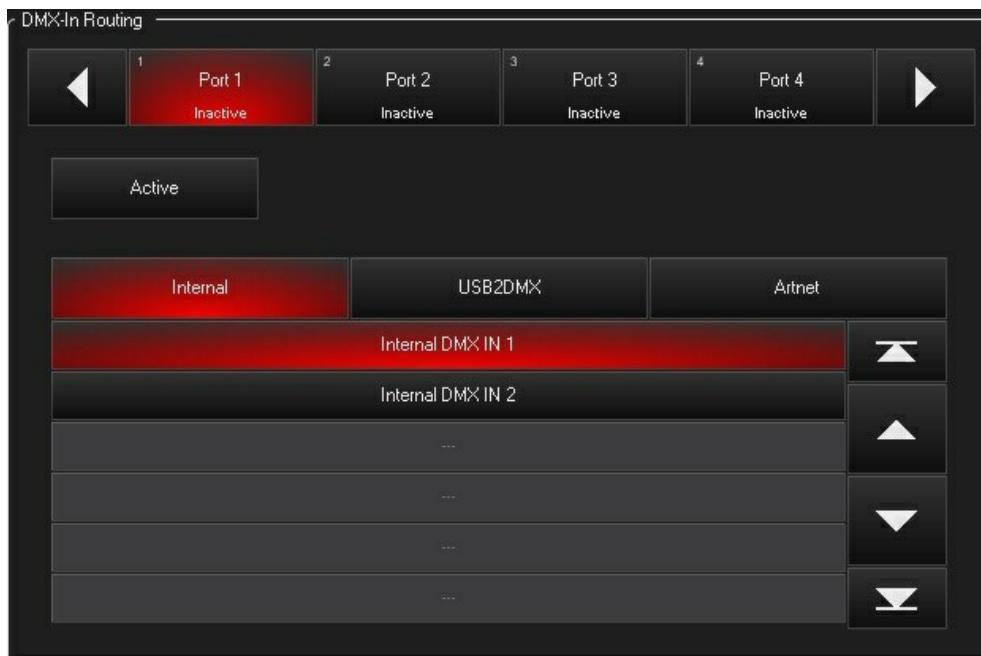 DMX-In Routing
1 Port 1
Inactive
2 Port 2
Inactive
3 Port 3
Inactive
4 Port 4
Inactive
Active
Internal USB2DMX Artnet
Internal DMX IN 1
Internal DMX IN 2
---
---
---
---